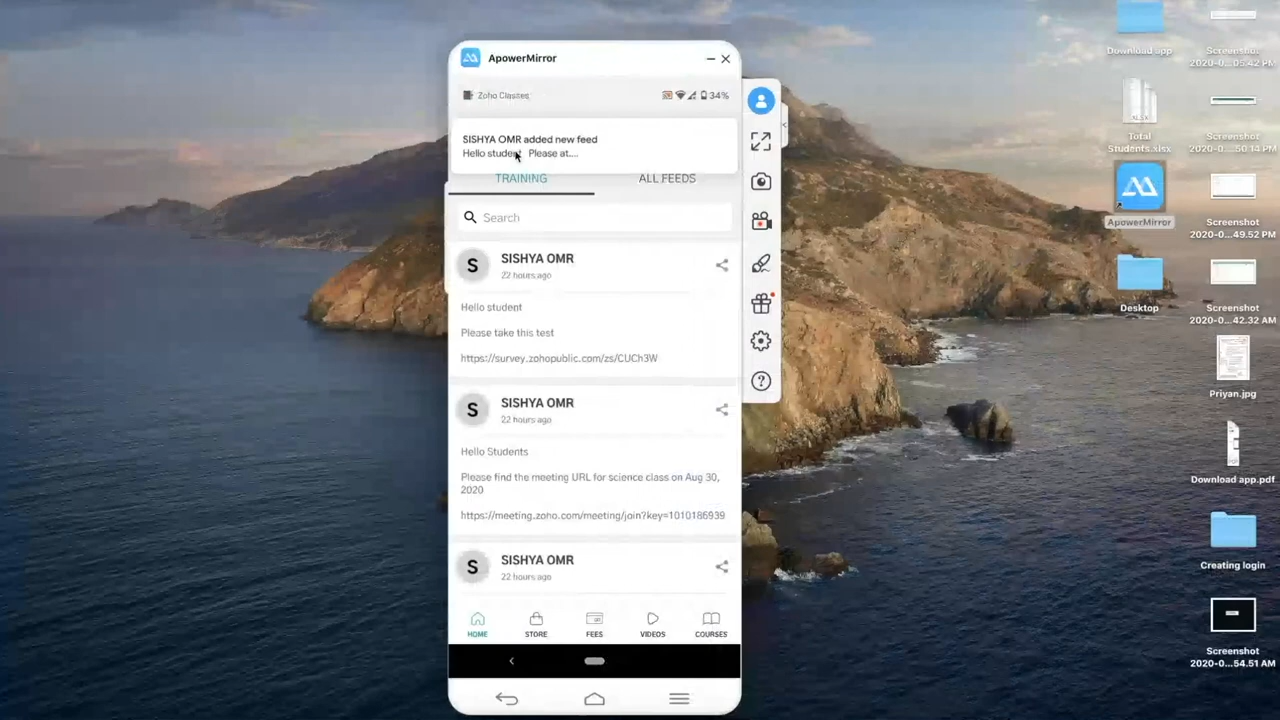 ApowerMirror
Zoho Classes
34%
SISHYA OMR added new feed
Hello student Please at....
TRAINING
ALL FEEDS
Search
S
SISHYA OMR
22 hours ago
Hello student
Please take this test
https://survey.zohopublic.com/zs/CUCh3W
S
SISHYA OMR
22 hours ago
Hello Students
Please find the meeting URL for science class on Aug 30,
2020
https://meeting.zoho.com/meeting/join?key=1010186939
S
SISHYA OMR
22 hours ago
HOME
STORE
FEES
VIDEOS
COURSES
Download app
Total
Students.xlsx
ApowerMirror
Desktop
Screenshot
2020-0...05.42 PM
Screenshot
2020-0...50.14 PM
Screenshot
2020-0...49.52 PM
Screenshot
2020-0...42.32 AM
Priyan.jpg
Download app.pdf
Creating login
Screenshot
2020-0...54.51 AM